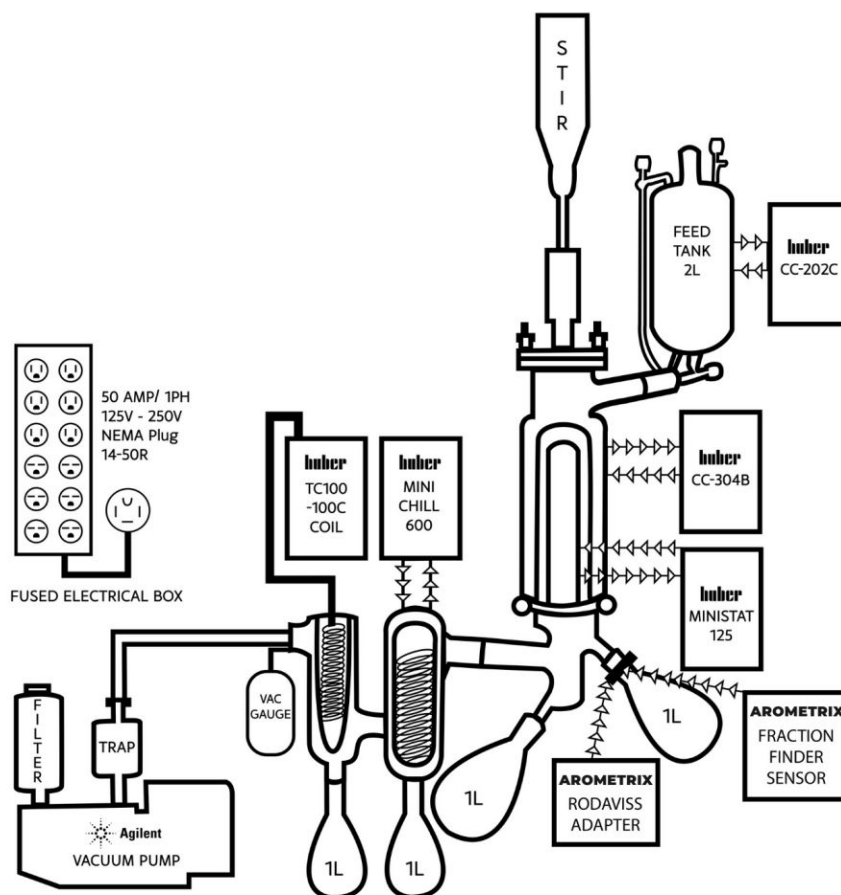 STIR
FEED
TANK
2L
huber
CC-202C
50 AMP/ 1PH
125V - 250V
NEMA Plug
14-50R
FUSED ELECTRICAL BOX
huber
TC100
-100C
COIL
huber
MINI
CHILL
600
huber
CC-304B
huber
MINISTAT
125
VAC
GAUGE
FILTER
TRAP
Agilent
VACUUM PUMP
1L
1L
1L
1L
AROMETRIX
RODAVISS
ADAPTER
AROMETRIX
FRACTION
FINDER
SENSOR